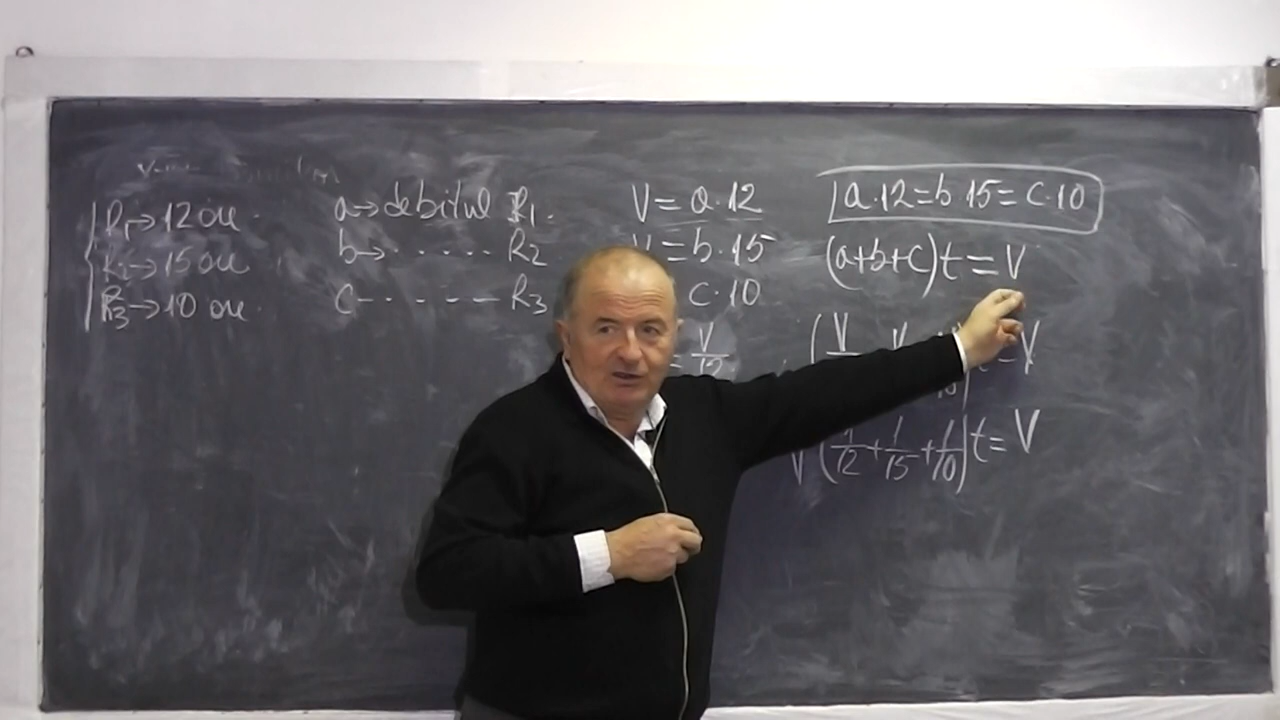 R₁→12 ore
R₂→15 ore
R₃→10 ore
a→debitul R₁.
b→· · · · · · R₂
c- - · - - — R₃
V = a·12
V = b·15
c·10
= V/12
a·12=b·15=c·10
(a+b+c)t=V
V(1/12+1/15+1/10)t=V